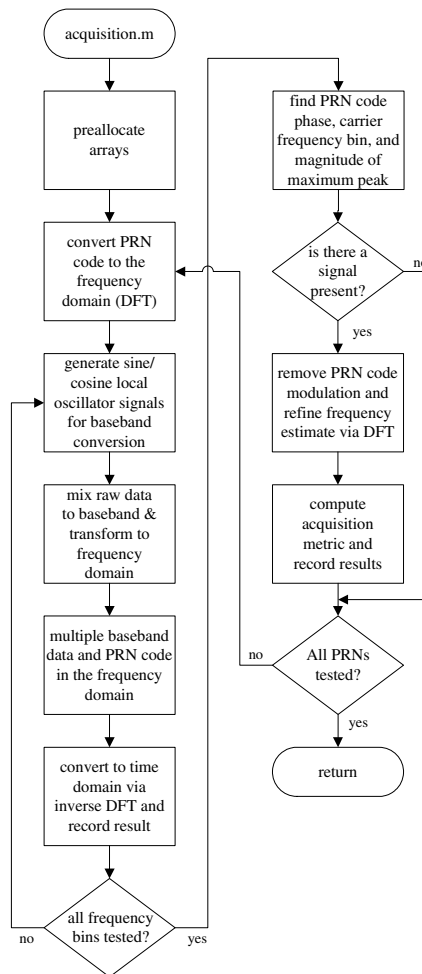 acquisition.m
preallocate
arrays
convert PRN
code to the
frequency
domain (DFT)
generate sine/
cosine local
oscillator signals
for baseband
conversion
mix raw data
to baseband &
transform to
frequency
domain
multiple baseband
data and PRN code
in the frequency
domain
convert to time
domain via
inverse DFT and
record result
all frequency
bins tested?
no
yes
find PRN code
phase, carrier
frequency bin, and
magnitude of
maximum peak
is there a
signal
present?
no
yes
remove PRN code
modulation and
refine frequency
estimate via DFT
compute
acquisition
metric and
record results
All PRNs
tested?
no
yes
return